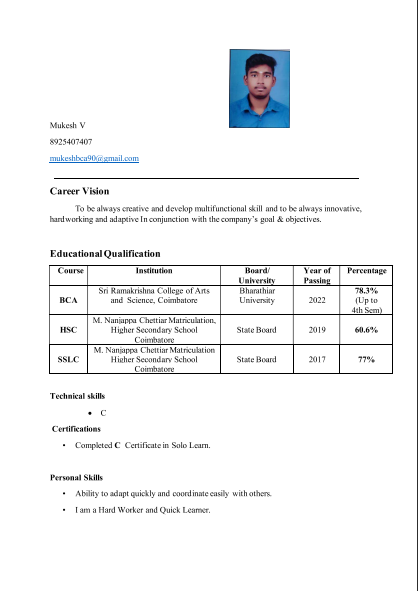 Mukesh V
8925407407
mukeshbca90@gmail.com
Career Vision
To be always creative and develop multifunctional skill and to be always innovative,
hardworking and adaptive In conjunction with the company's goal & objectives.
Educational Qualification
Course Institution Board/ University Year of Passing Percentage
BCA Sri Ramakrishna College of Arts and Science, Coimbatore Bharathiar University 2022 78.3% (Up to 4th Sem)
HSC M. Nanjappa Chettiar Matriculation, Higher Secondary School Coimbatore State Board 2019 60.6%
SSLC M. Nanjappa Chettiar Matriculation Higher Secondary School Coimbatore State Board 2017 77%
Technical skills
• C
Certifications
• Completed C Certificate in Solo Learn.
Personal Skills
• Ability to adapt quickly and coordinate easily with others.
• I am a Hard Worker and Quick Learner.